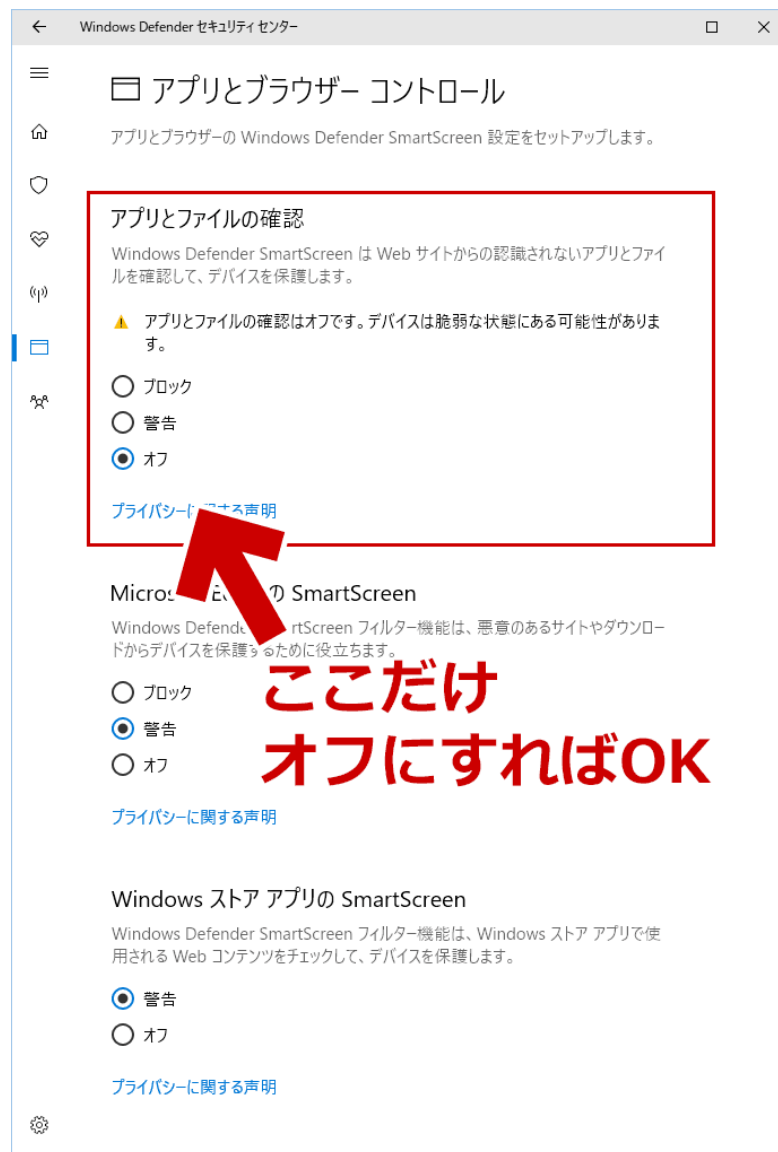 Windows Defender セキュリティ センター
アプリとブラウザー コントロール
アプリとブラウザーの Windows Defender SmartScreen 設定をセットアップします。
アプリとファイルの確認
Windows Defender SmartScreen は Web サイトからの認識されないアプリとファイ
ルを確認して、デバイスを保護します。
アプリとファイルの確認はオフです。デバイスは脆弱な状態にある可能性がありま
す。
ブロック
警告
オフ
プライバシーに関する声明
の SmartScreen
Windows Defender rtScreen フィルター機能は、悪意のあるサイトやダウンロー
ドからデバイスを保護するために役立ちます。
ブロック
警告
オフ
ここだけ
オフにすればOK
プライバシーに関する声明
Windows ストア アプリの SmartScreen
Windows Defender SmartScreen フィルター機能は、Windows ストア アプリで使
用される Web コンテンツをチェックして、デバイスを保護します。
警告
オフ
プライバシーに関する声明